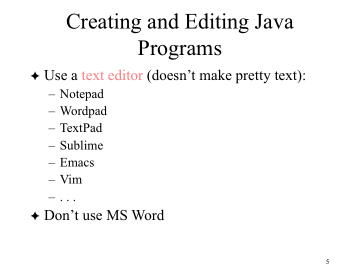 Creating and Editing Java
Programs
✦ Use a text editor (doesn't make pretty text):
– Notepad
– Wordpad
– TextPad
– Sublime
– Emacs
– Vim
– . . .
✦ Don't use MS Word
5